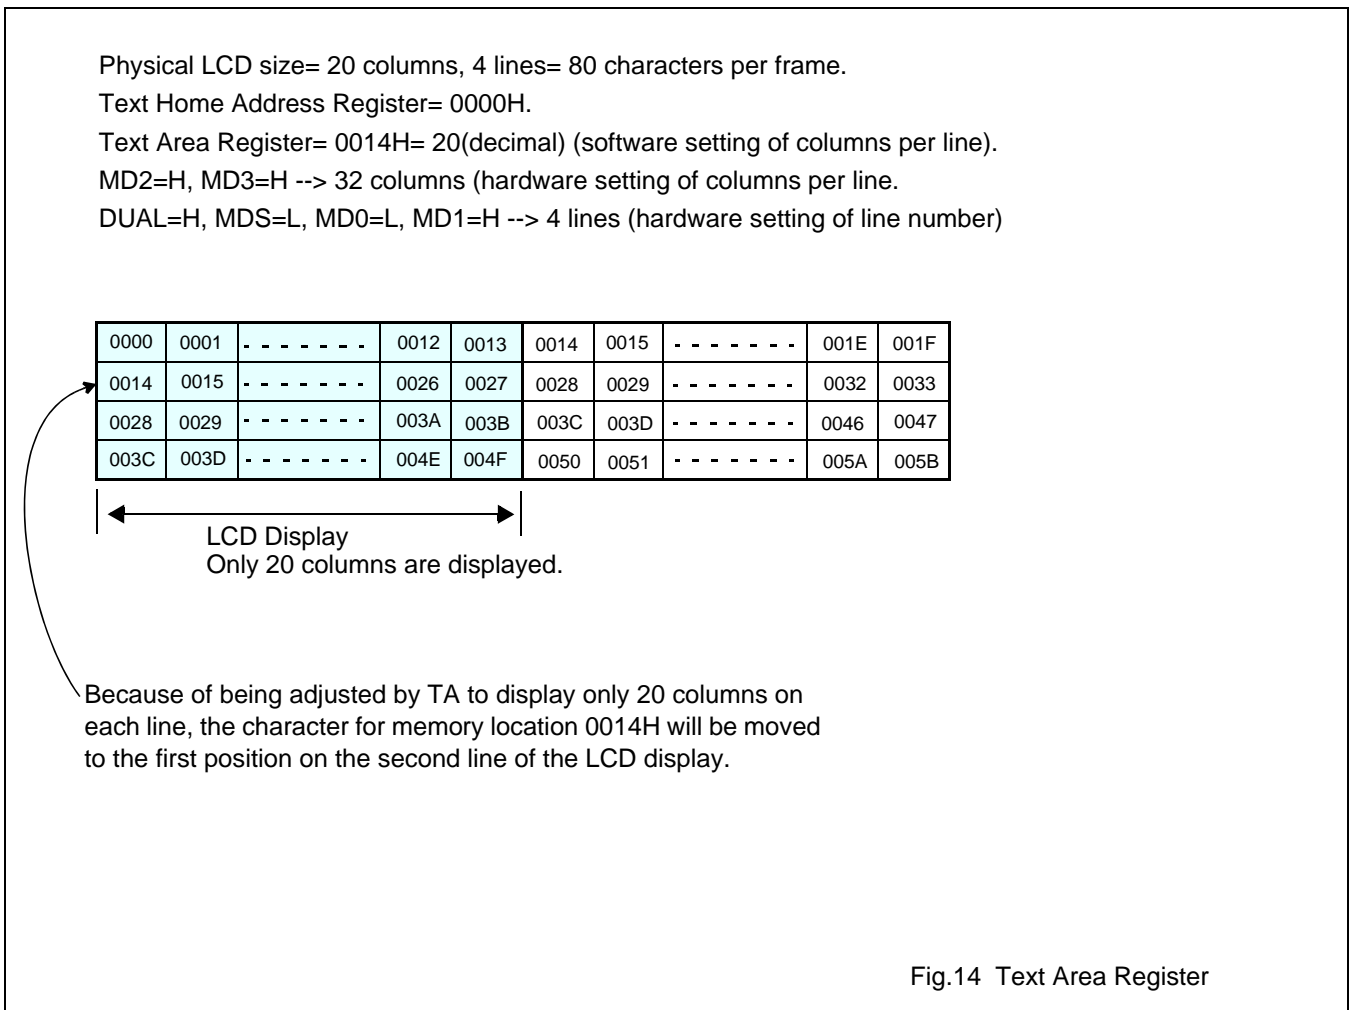 Physical LCD size= 20 columns, 4 lines= 80 characters per frame.
Text Home Address Register= 0000H.
Text Area Register= 0014H= 20(decimal) (software setting of columns per line).
MD2=H, MD3=H --> 32 columns (hardware setting of columns per line.
DUAL=H, MDS=L, MD0=L, MD1=H --> 4 lines (hardware setting of line number)
0000 0001 - - - - - - - 0012 0013 0014 0015 - - - - - - - 001E 001F
0014 0015 - - - - - - - 0026 0027 0028 0029 - - - - - - - 0032 0033
0028 0029 - - - - - - - 003A 003B 003C 003D - - - - - - - 0046 0047
003C 003D - - - - - - - 004E 004F 0050 0051 - - - - - - - 005A 005B
LCD Display
Only 20 columns are displayed.
Because of being adjusted by TA to display only 20 columns on
each line, the character for memory location 0014H will be moved
to the first position on the second line of the LCD display.
Fig.14 Text Area Register